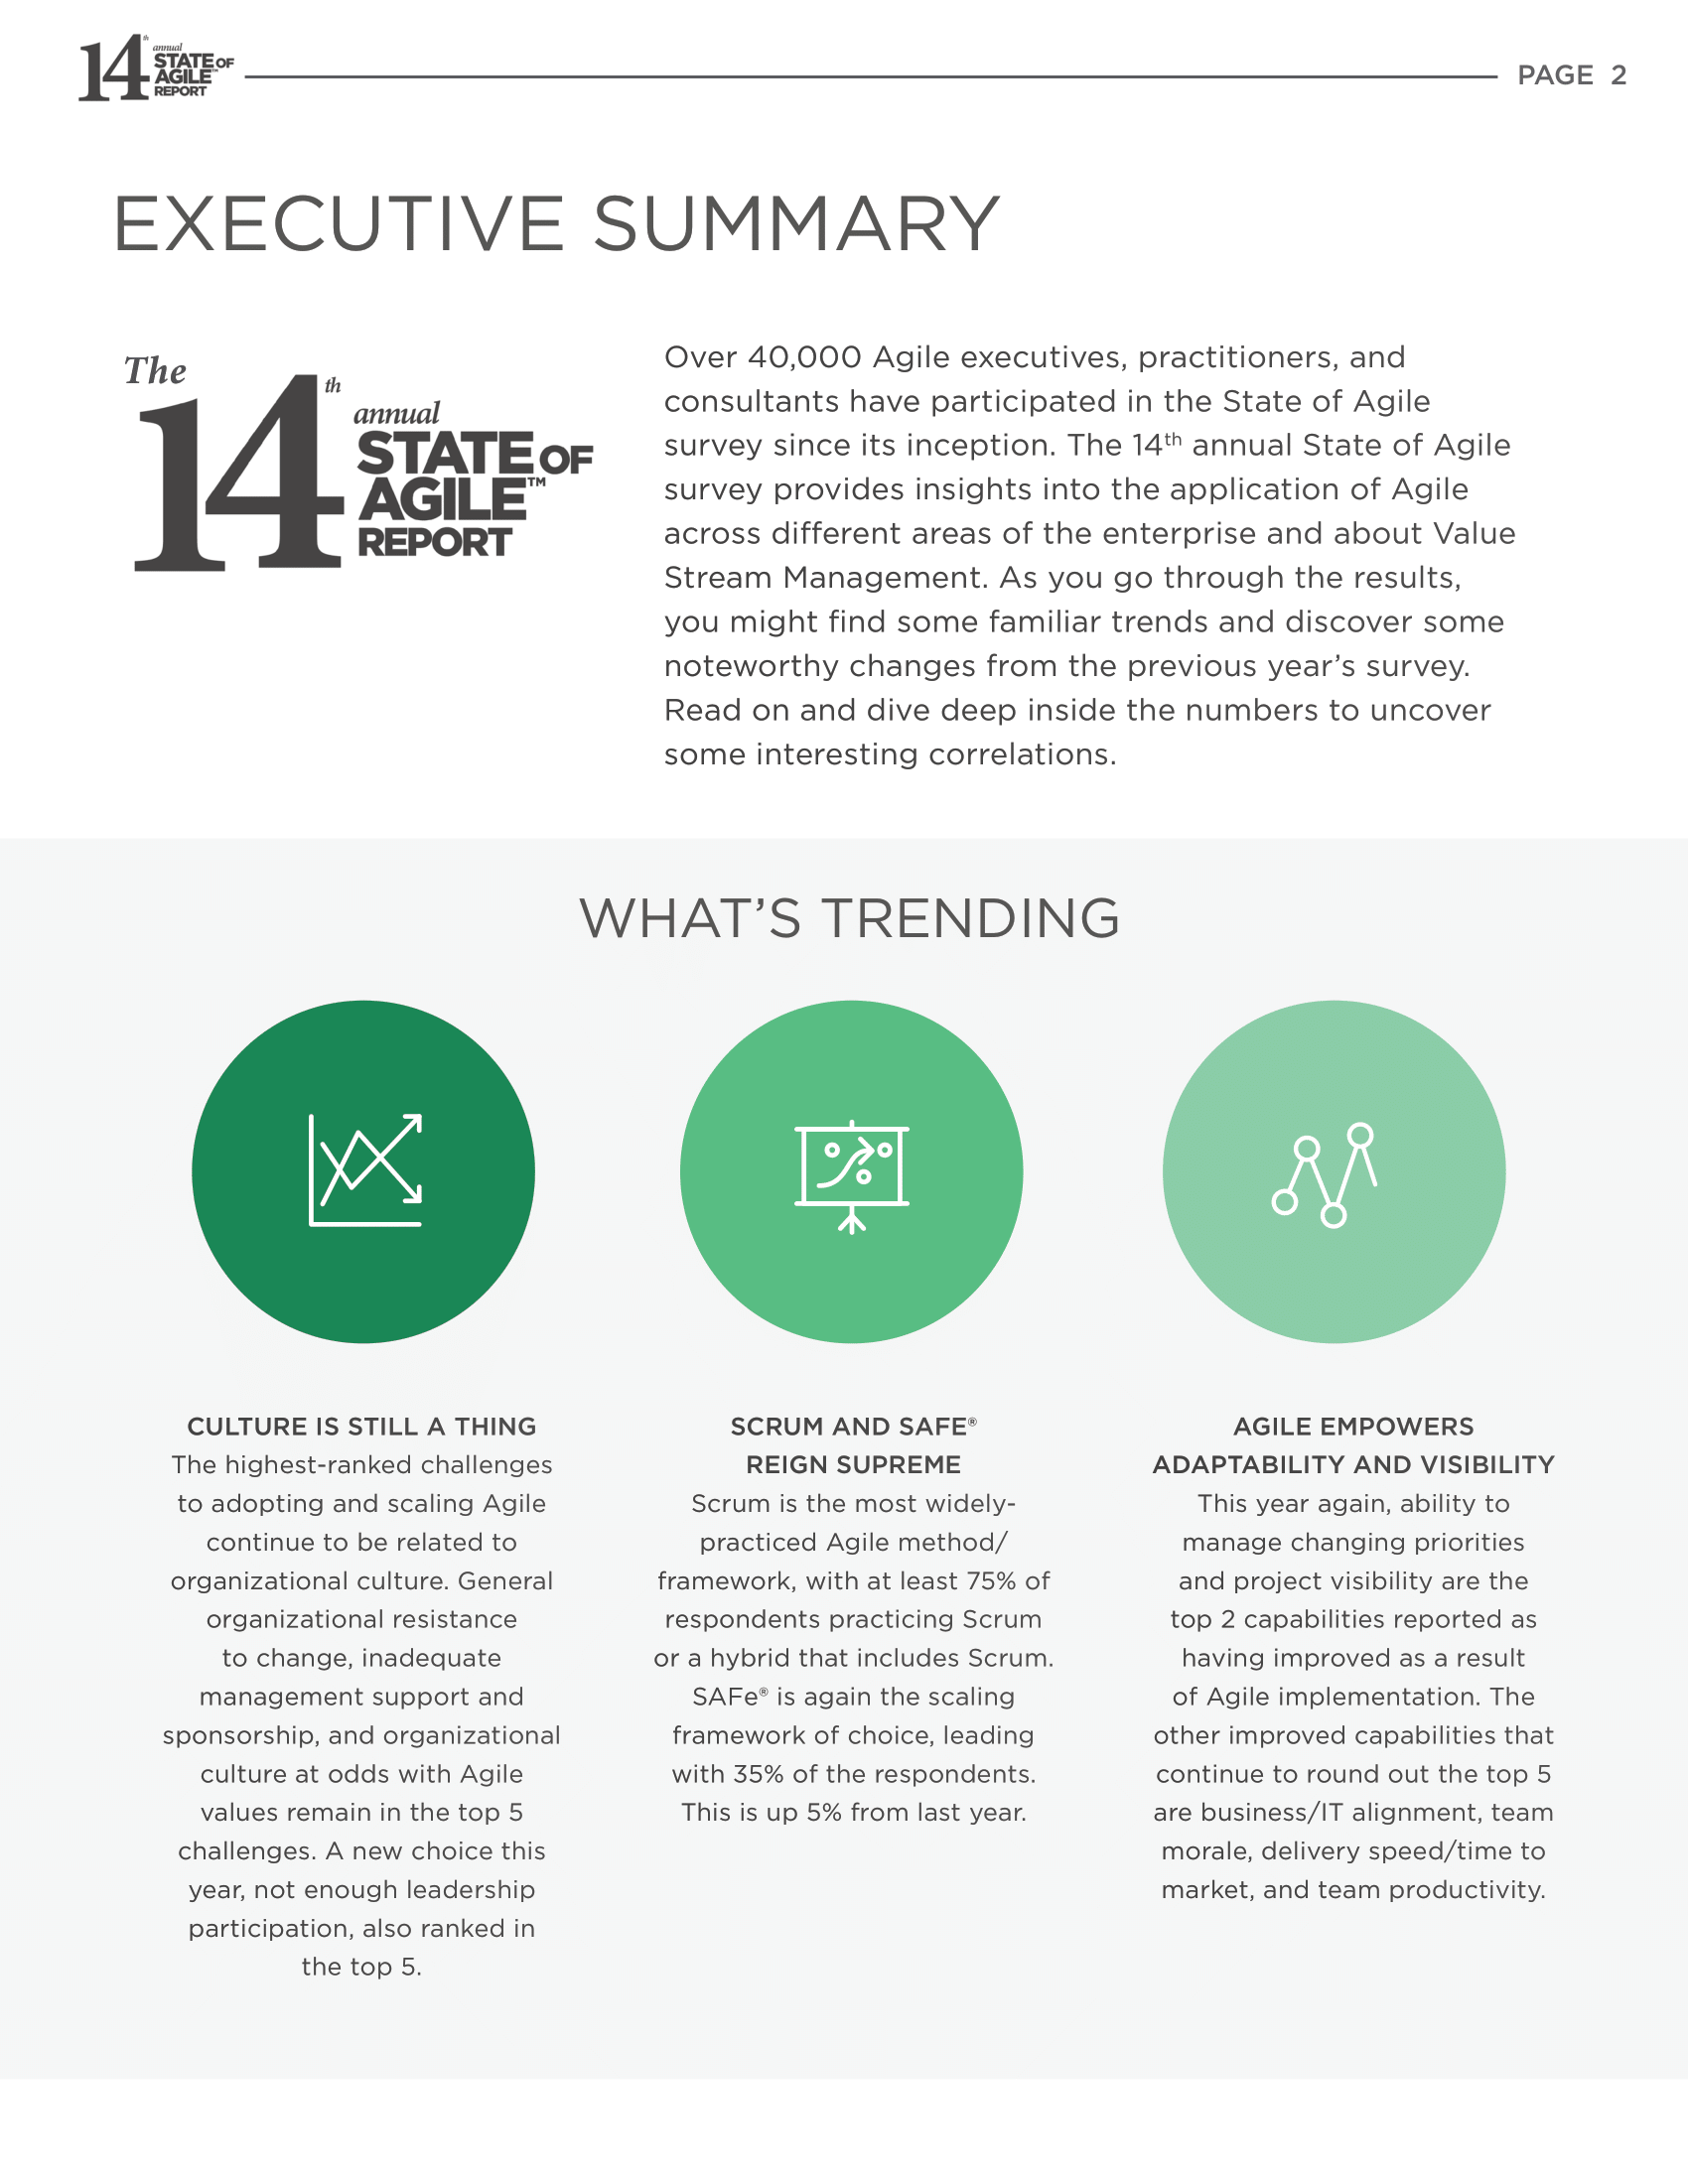 14th annual
STATE OF
AGILE™
REPORT
PAGE 2
EXECUTIVE SUMMARY
The
14th
annual
STATE OF
AGILE™
REPORT
Over 40,000 Agile executives, practitioners, and
consultants have participated in the State of Agile
survey since its inception. The 14th annual State of Agile
survey provides insights into the application of Agile
across different areas of the enterprise and about Value
Stream Management. As you go through the results,
you might find some familiar trends and discover some
noteworthy changes from the previous year’s survey.
Read on and dive deep inside the numbers to uncover
some interesting correlations.
WHAT’S TRENDING
CULTURE IS STILL A THING
The highest-ranked challenges
to adopting and scaling Agile
continue to be related to
organizational culture. General
organizational resistance
to change, inadequate
management support and
sponsorship, and organizational
culture at odds with Agile
values remain in the top 5
challenges. A new choice this
year, not enough leadership
participation, also ranked in
the top 5.
SCRUM AND SAFE®
REIGN SUPREME
Scrum is the most widely-
practiced Agile method/
framework, with at least 75% of
respondents practicing Scrum
or a hybrid that includes Scrum.
SAFe® is again the scaling
framework of choice, leading
with 35% of the respondents.
This is up 5% from last year.
AGILE EMPOWERS
ADAPTABILITY AND VISIBILITY
This year again, ability to
manage changing priorities
and project visibility are the
top 2 capabilities reported as
having improved as a result
of Agile implementation. The
other improved capabilities that
continue to round out the top 5
are business/IT alignment, team
morale, delivery speed/time to
market, and team productivity.